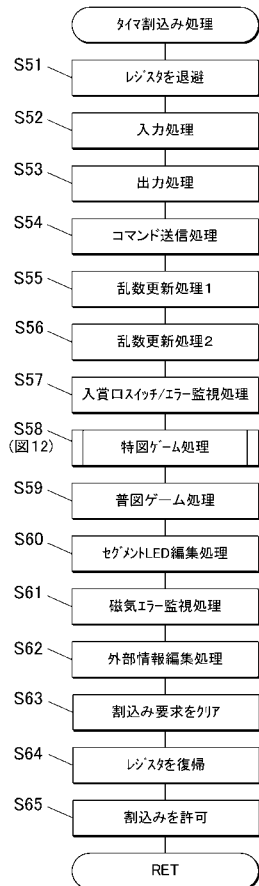 タイマ割込み処理
S51
レジスタを退避
S52
入力処理
S53
出力処理
S54
コマンド送信処理
S55
乱数更新処理1
S56
乱数更新処理2
S57
入賞口スイッチ/エラー監視処理
S58
(図12)
特図ゲーム処理
S59
普図ゲーム処理
S60
セグメントLED編集処理
S61
磁気エラー監視処理
S62
外部情報編集処理
S63
割込み要求をクリア
S64
レジスタを復帰
S65
割込みを許可
RET